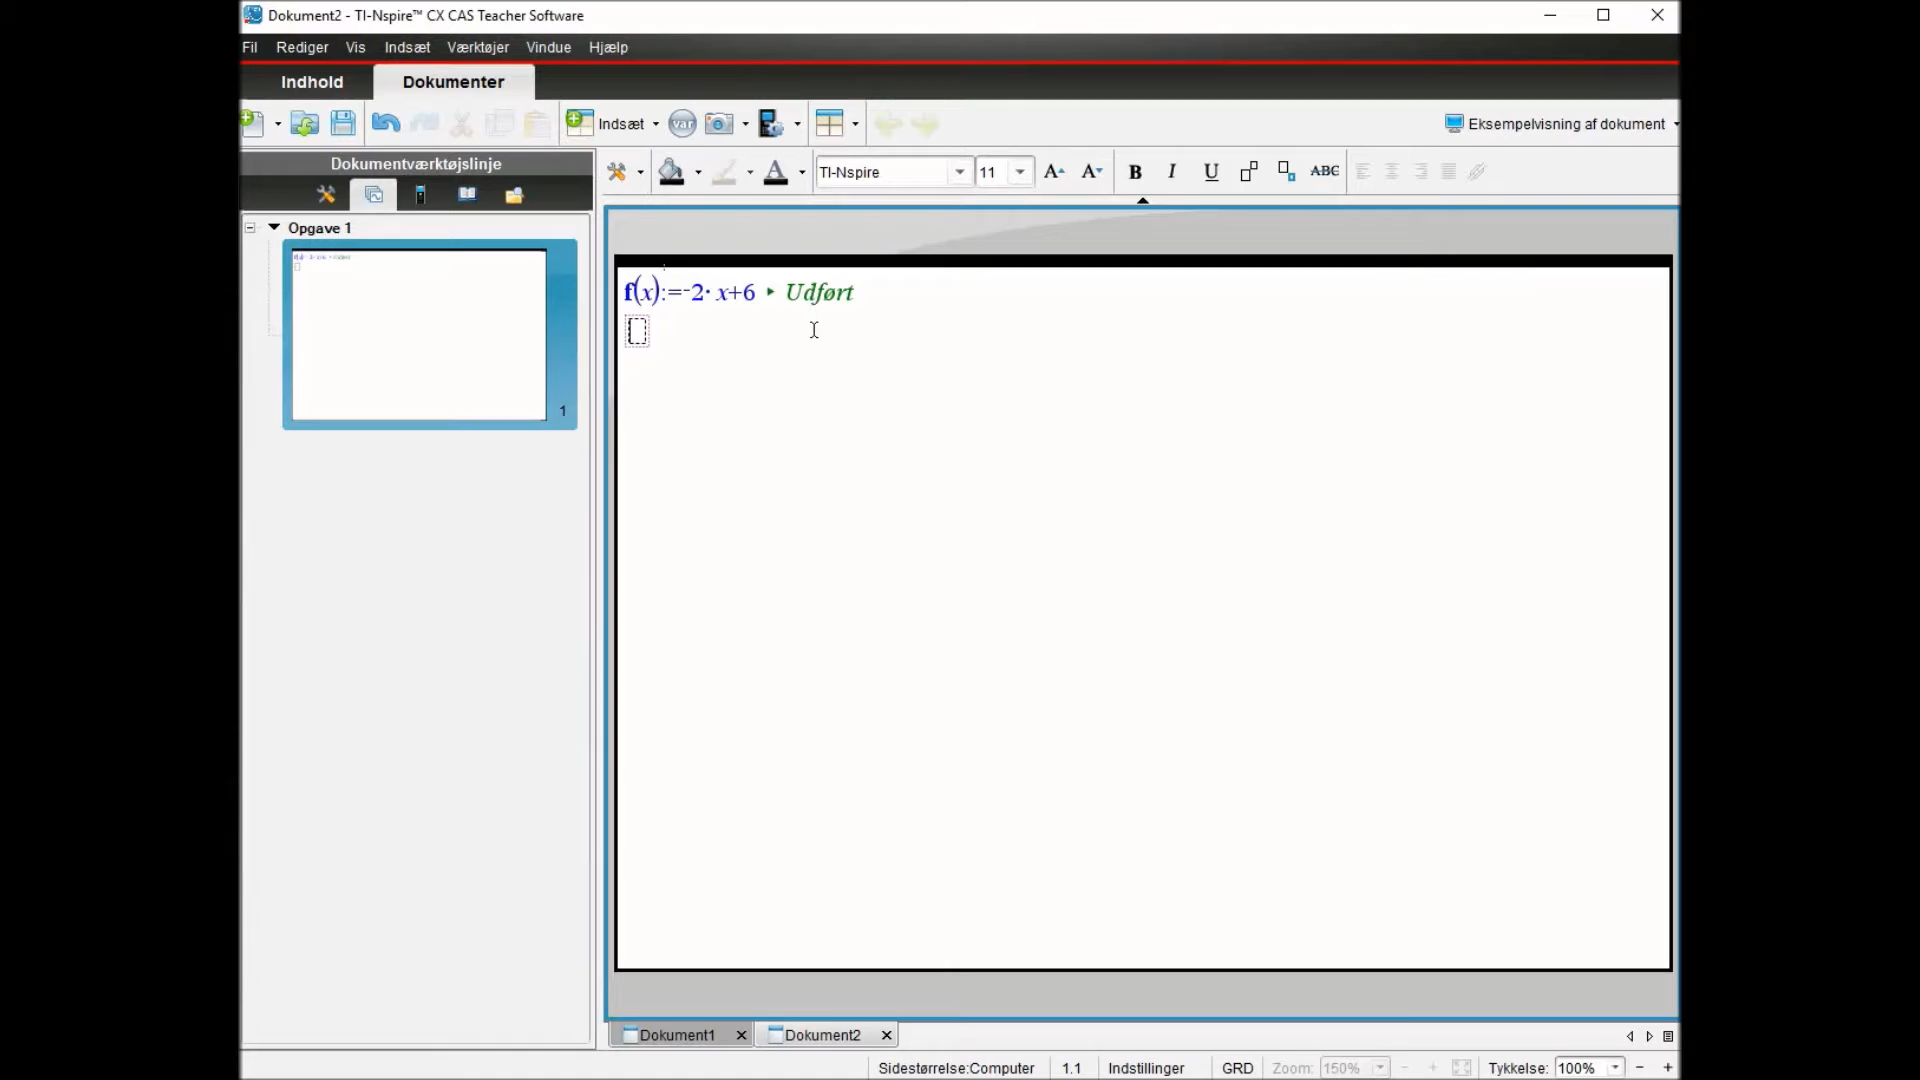 Dokument2 - TI-Nspire™ CX CAS Teacher Software
Fil Rediger Vis Indsæt Værktøjer Vindue Hjælp
Indhold Dokumenter
Indsæt var Eksempelvisning af dokument
Dokumentværktøjslinje
TI-Nspire 11 A A B I U ABC
Opgave 1
f(x):=⁻2· x+6 ▸ Udført
1
Dokument1 Dokument2
Sidestørrelse:Computer 1.1 Indstillinger GRD Zoom: 150% - + Tykkelse: 100% - +